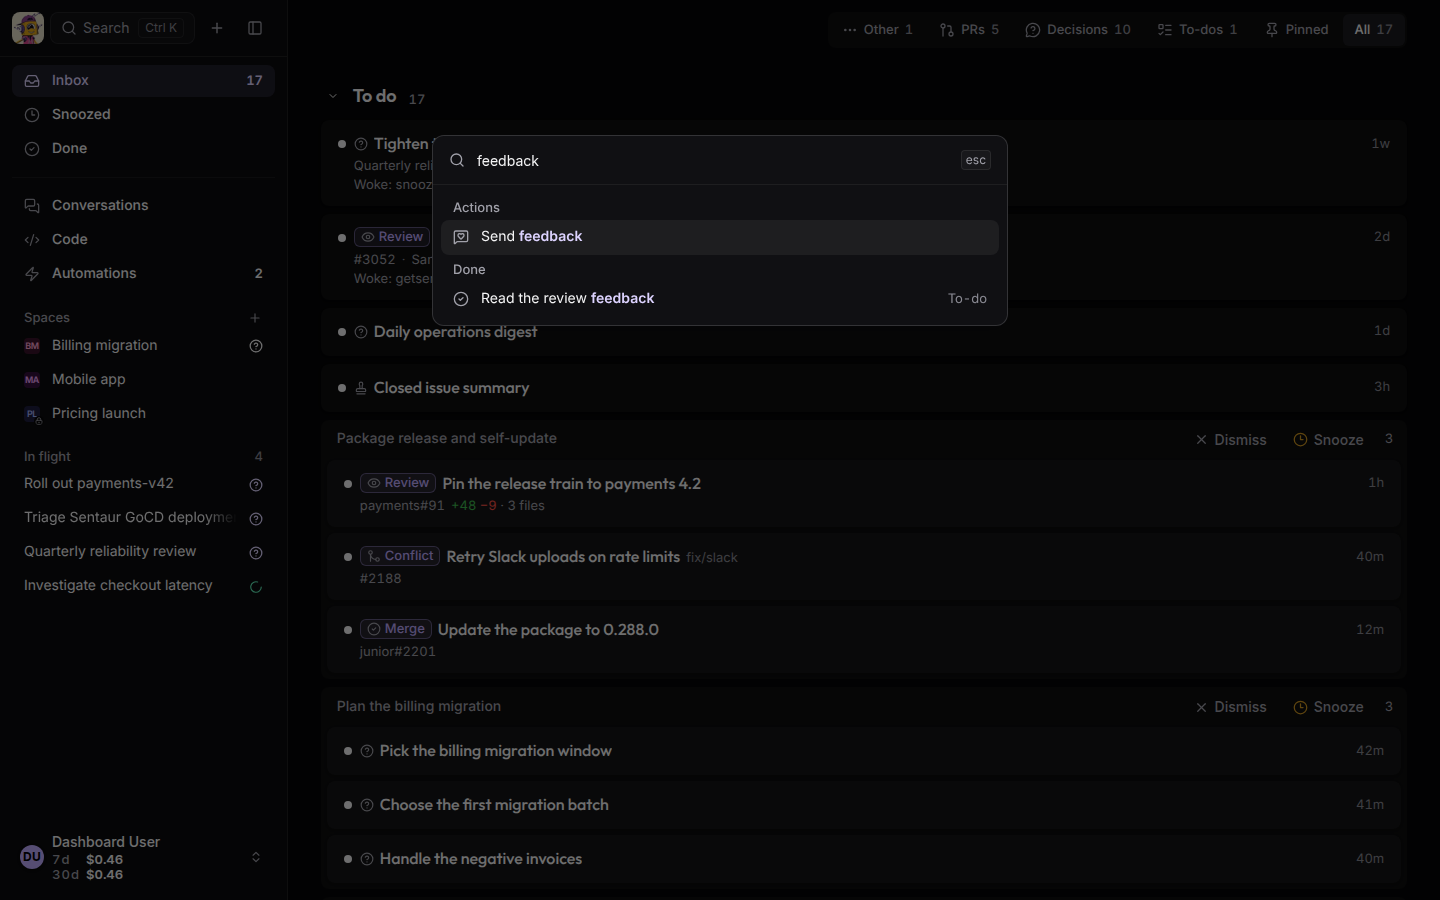 Search Ctrl K
Inbox 17
Snoozed
Done
Conversations
Code
Automations 2
Spaces
BM Billing migration
MA Mobile app
PL Pricing launch
In flight 4
Roll out payments-v42
Triage Sentaur GoCD deployme
Quarterly reliability review
Investigate checkout latency
DU Dashboard User
7d $0.46
30d $0.46
Other 1 PRs 5 Decisions 10 To-dos 1 Pinned All 17
To do 17
Tighten 1w
Quarterly reli
Woke: snooz
feedback esc
Actions
Send feedback
Done
Read the review feedback To-do
Review 2d
#3052 · Sar
Woke: getser
Daily operations digest 1d
Closed issue summary 3h
Package release and self-update Dismiss Snooze 3
Review Pin the release train to payments 4.2 1h
payments#91 +48 −9 · 3 files
Conflict Retry Slack uploads on rate limits fix/slack 40m
#2188
Merge Update the package to 0.288.0 12m
junior#2201
Plan the billing migration Dismiss Snooze 3
Pick the billing migration window 42m
Choose the first migration batch 41m
Handle the negative invoices 40m